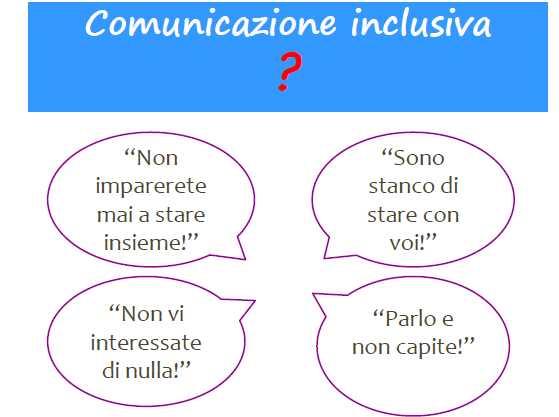 Comunicazione inclusiva
?
“Non
imparerete
mai a stare
insieme!”
“Sono
stanco di
stare con
voi!”
“Non vi
interessate
di nulla!”
“Parlo e
non capite!”